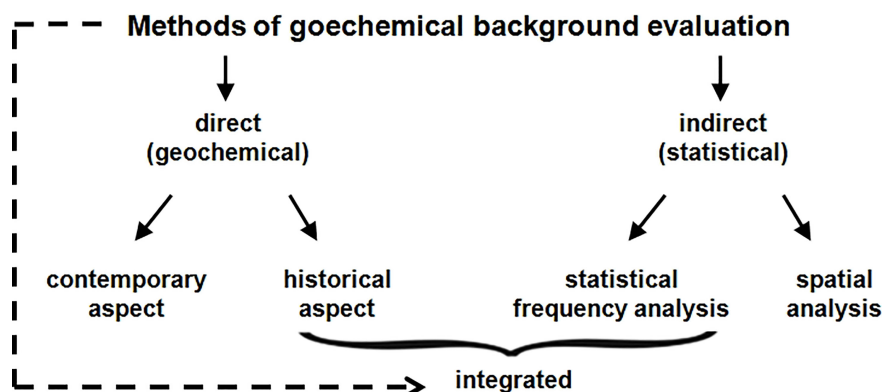 Methods of goechemical background evaluation
direct
(geochemical)
indirect
(statistical)
contemporary
aspect
historical
aspect
statistical
frequency analysis
spatial
analysis
integrated